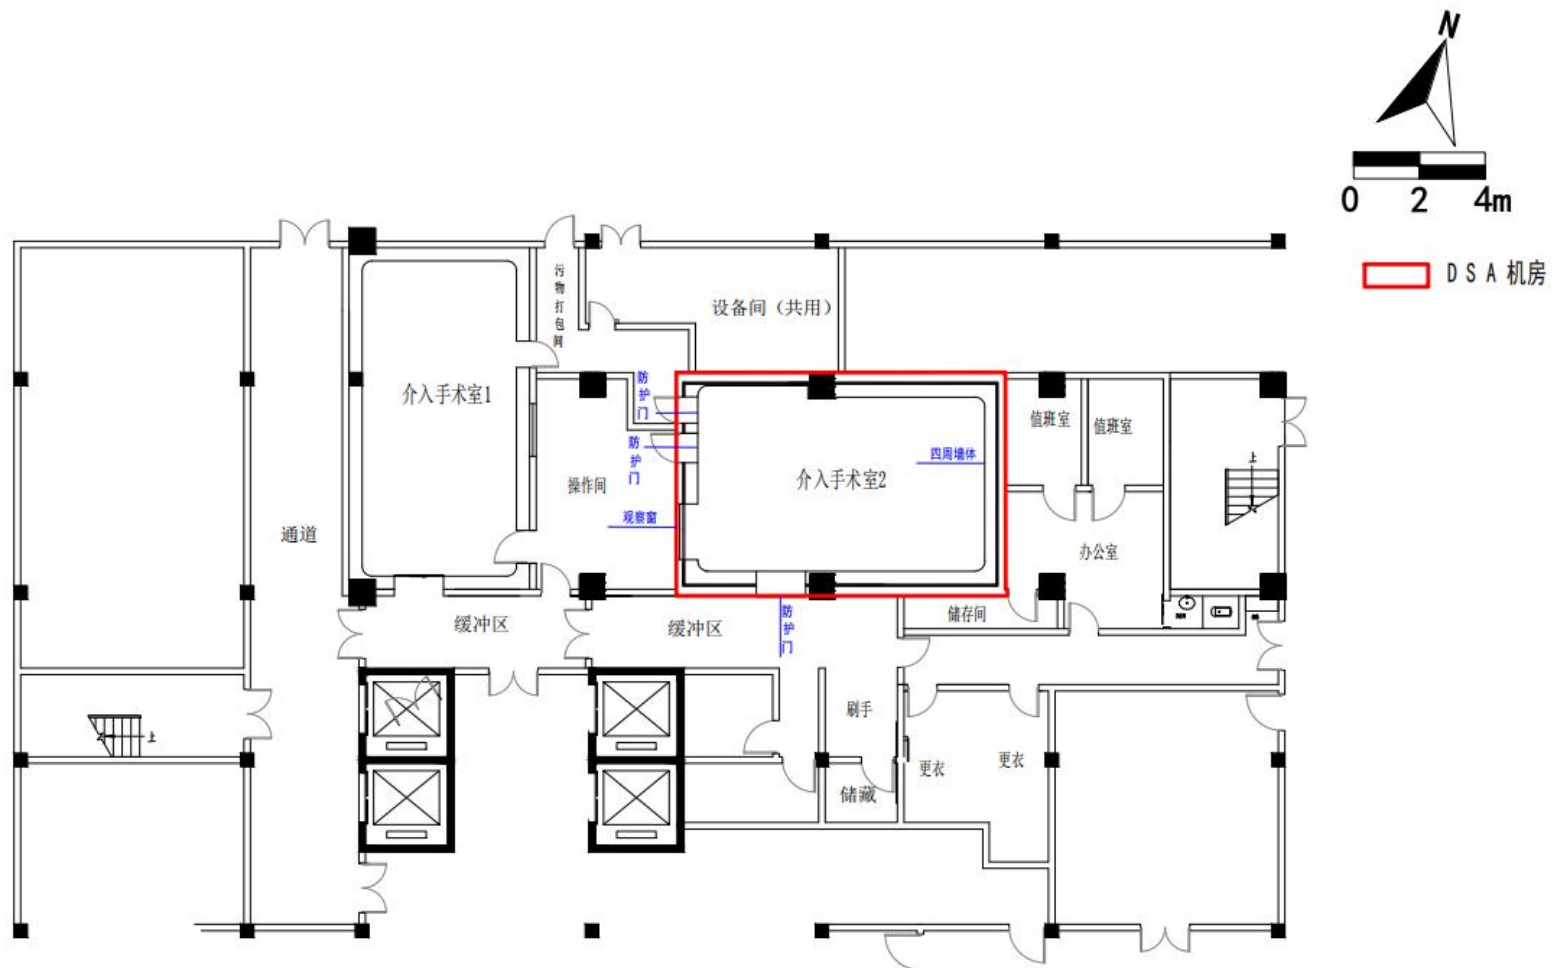 N
0 2 4m
DSA机房
污物打包间
设备间（共用）
介入手术室1
防护门
防护门
值班室
值班室
四周墙体
上
操作间
介入手术室2
观察窗
通道
办公室
缓冲区
缓冲区
防护门
储存间
刷手
上
更衣
更衣
储藏